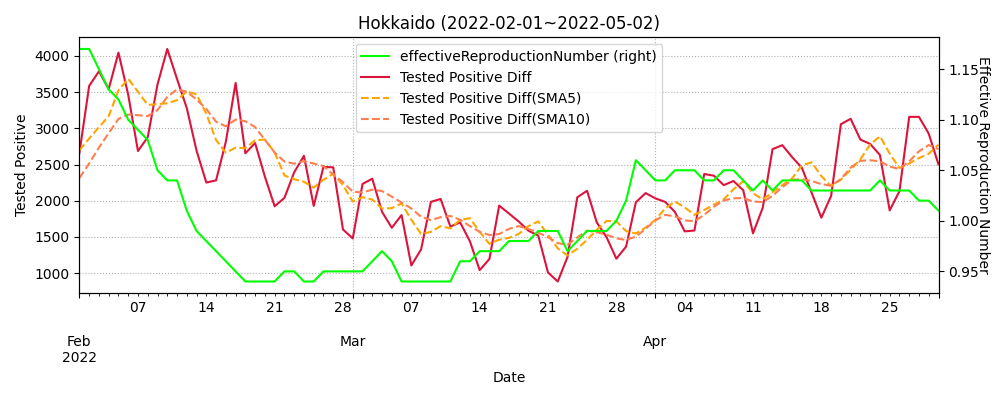 Hokkaido (2022-02-01~2022-05-02)
effectiveReproductionNumber (right)
Tested Positive Diff
Tested Positive Diff(SMA5)
Tested Positive Diff(SMA10)
Tested Positive
4000
3500
3000
2500
2000
1500
1000
1.15
1.10
1.05
1.00
0.95
Effective Reproduction Number
07 14 21 28 07 14 21 28 04 11 18 25
Feb Mar Apr
2022
Date